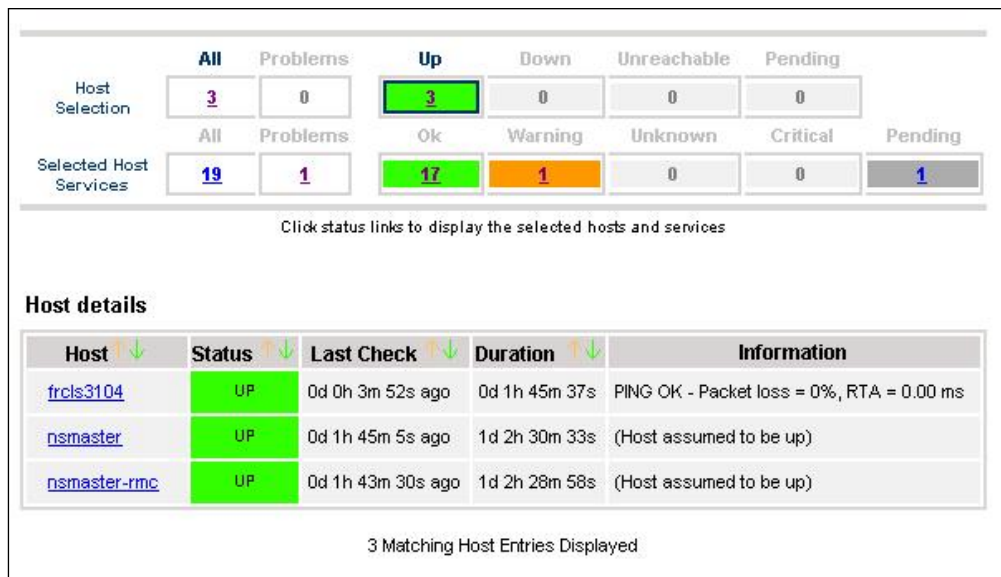 All Problems Up Down Unreachable Pending
Host Selection 3 0 3 0 0 0
All Problems Ok Warning Unknown Critical Pending
Selected Host Services 19 1 17 1 0 0 1
Click status links to display the selected hosts and services
Host details
Host Status Last Check Duration Information
frcls3104 UP 0d 0h 3m 52s ago 0d 1h 45m 37s PING OK - Packet loss = 0%, RTA = 0.00 ms
nsmaster UP 0d 1h 45m 5s ago 1d 2h 30m 33s (Host assumed to be up)
nsmaster-rmc UP 0d 1h 43m 30s ago 1d 2h 28m 58s (Host assumed to be up)
3 Matching Host Entries Displayed